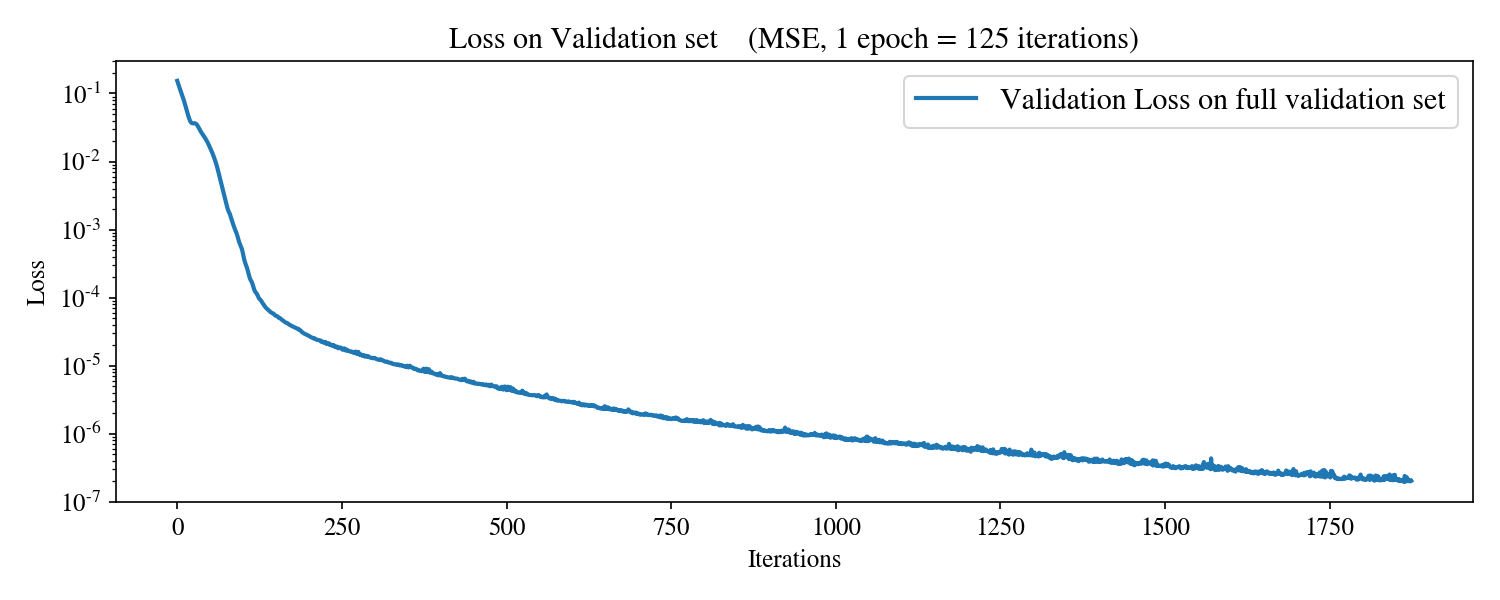 Loss on Validation set (MSE, 1 epoch = 125 iterations)
Validation Loss on full validation set
10-1
10-2
10-3
10-4
10-5
10-6
10-7
Loss
0 250 500 750 1000 1250 1500 1750
Iterations